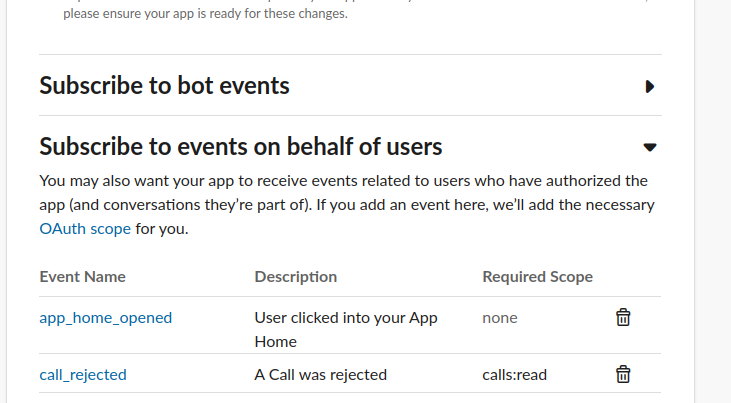 please ensure your app is ready for these changes.
Subscribe to bot events
Subscribe to events on behalf of users
You may also want your app to receive events related to users who have authorized the
app (and conversations they’re part of). If you add an event here, we’ll add the necessary
OAuth scope for you.
Event Name Description Required Scope
app_home_opened User clicked into your App none
Home
call_rejected A Call was rejected calls:read